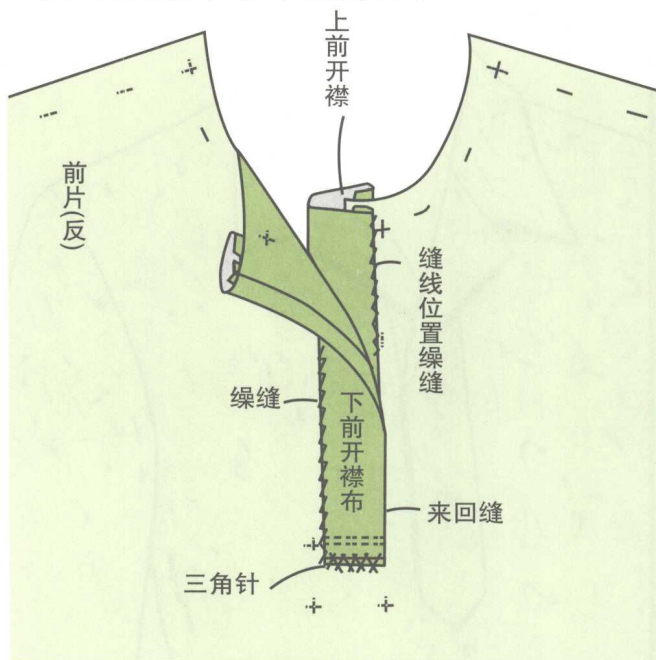 上前开襟
前片(反)
缝线位置缲缝
缲缝
下前开襟布
来回缝
三角针